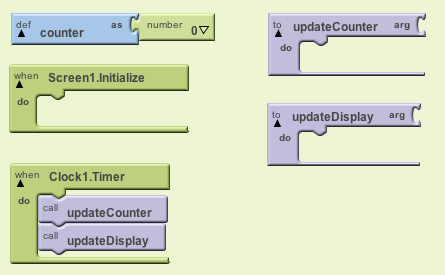 def counter as number 0
when Screen1.Initialize
do
when Clock1.Timer
do
call updateCounter
call updateDisplay
to updateCounter arg
do
to updateDisplay arg
do